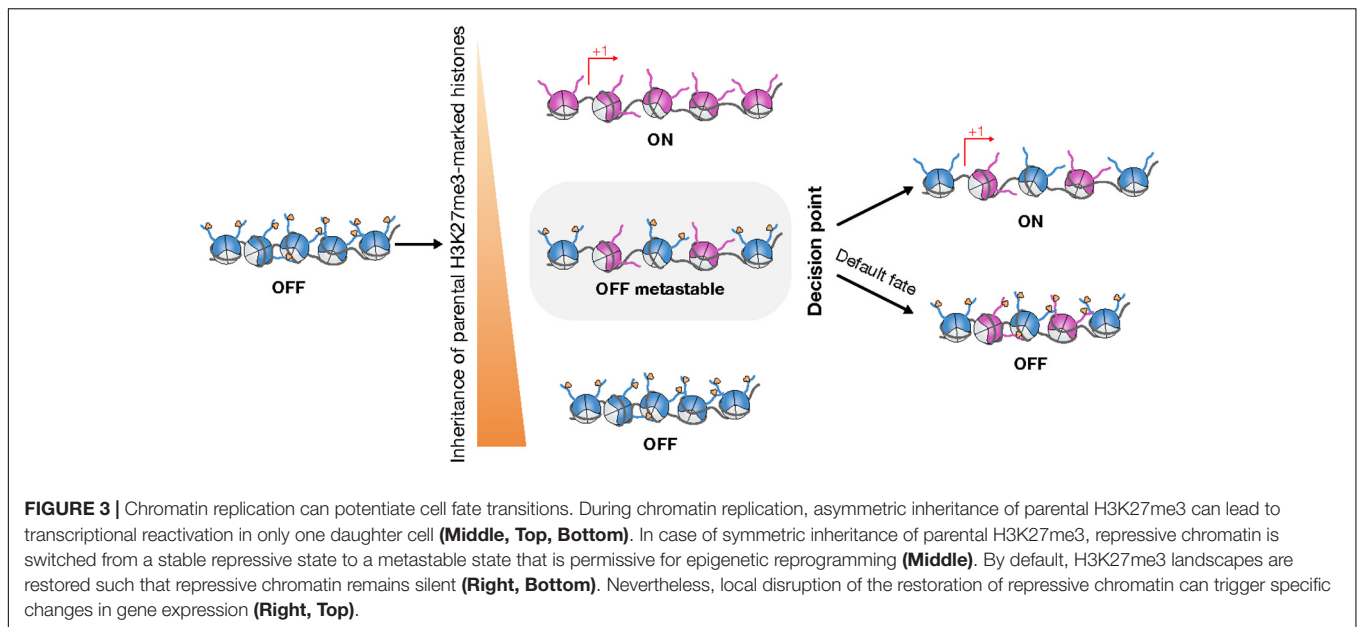 OFF
Inheritance of parental H3K27me3-marked histones
+1
ON
OFF metastable
OFF
Decision point
Default fate
+1
ON
OFF
FIGURE 3 | Chromatin replication can potentiate cell fate transitions. During chromatin replication, asymmetric inheritance of parental H3K27me3 can lead to
transcriptional reactivation in only one daughter cell (Middle, Top, Bottom). In case of symmetric inheritance of parental H3K27me3, repressive chromatin is
switched from a stable repressive state to a metastable state that is permissive for epigenetic reprogramming (Middle). By default, H3K27me3 landscapes are
restored such that repressive chromatin remains silent (Right, Bottom). Nevertheless, local disruption of the restoration of repressive chromatin can trigger specific
changes in gene expression (Right, Top).